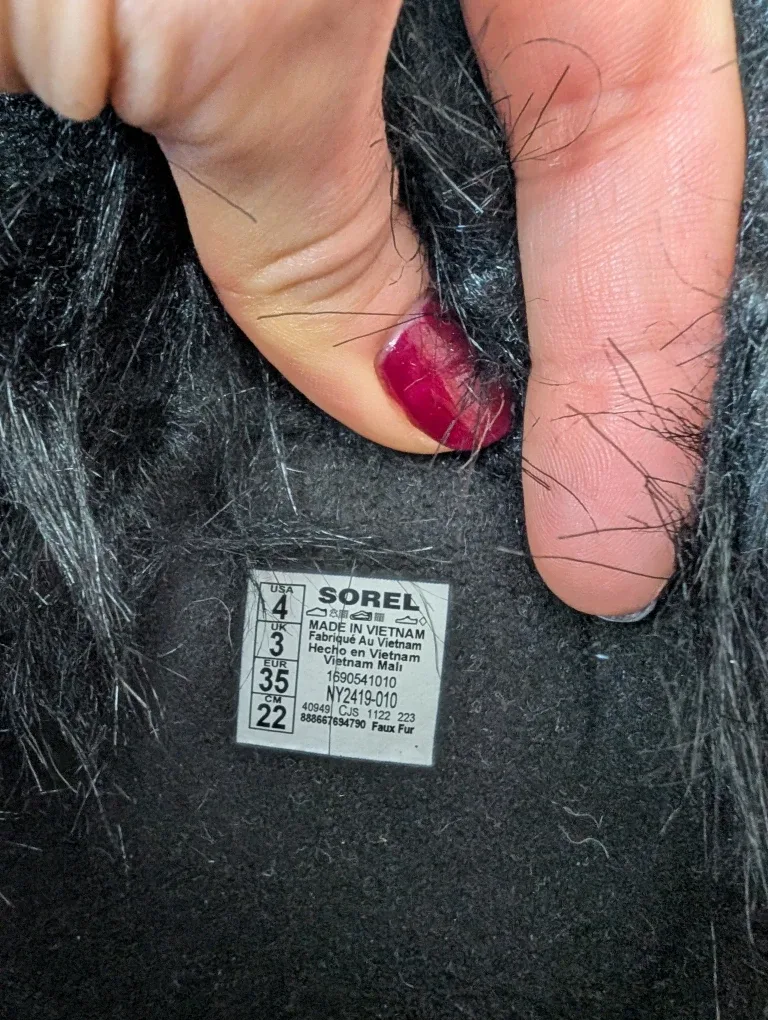 USA
4
UK
3
EUR
35
CM
22
SOREL
MADE IN VIETNAM
Fabriqué Au Vietnam
Hecho en Vietnam
Vietnam Malı
1690541010
NY2419-010
40949 CJS 1122 223
888667694790 Faux Fur